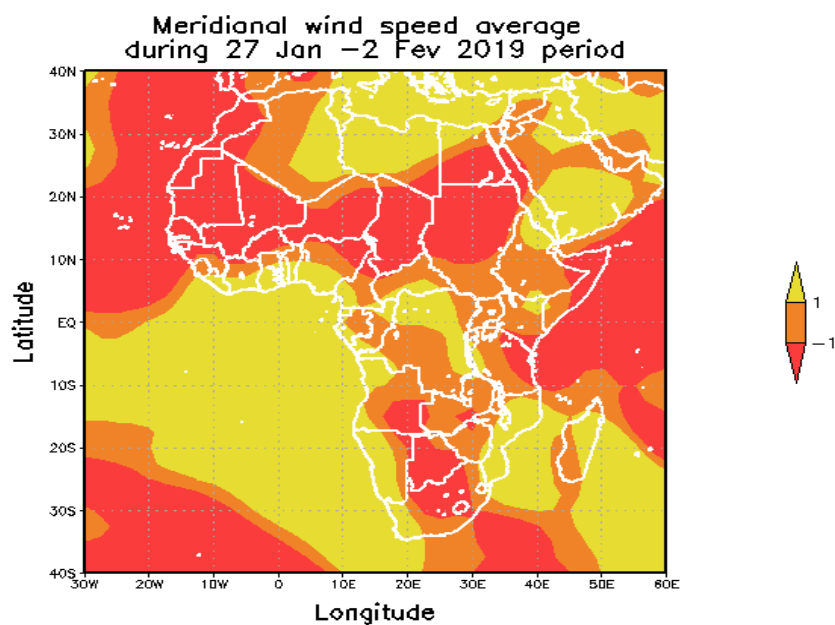 Meridianal wind speed average
during 27 Jan -2 Fev 2019 period
40N
30N
20N
10N
EQ
10S
20S
30S
40S
Latitude
30W 20W 10W 0 10E 20E 30E 40E 50E 60E
Longitude
1
-1